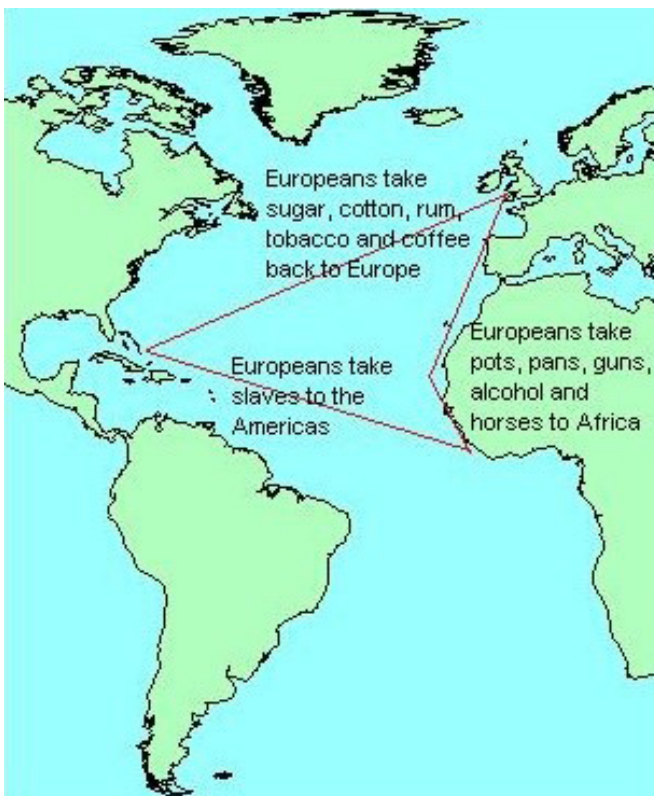 Europeans take
sugar, cotton, rum,
tobacco and coffee
back to Europe
Europeans take
pots, pans, guns,
alcohol and
horses to Africa
Europeans take
slaves to the
Americas